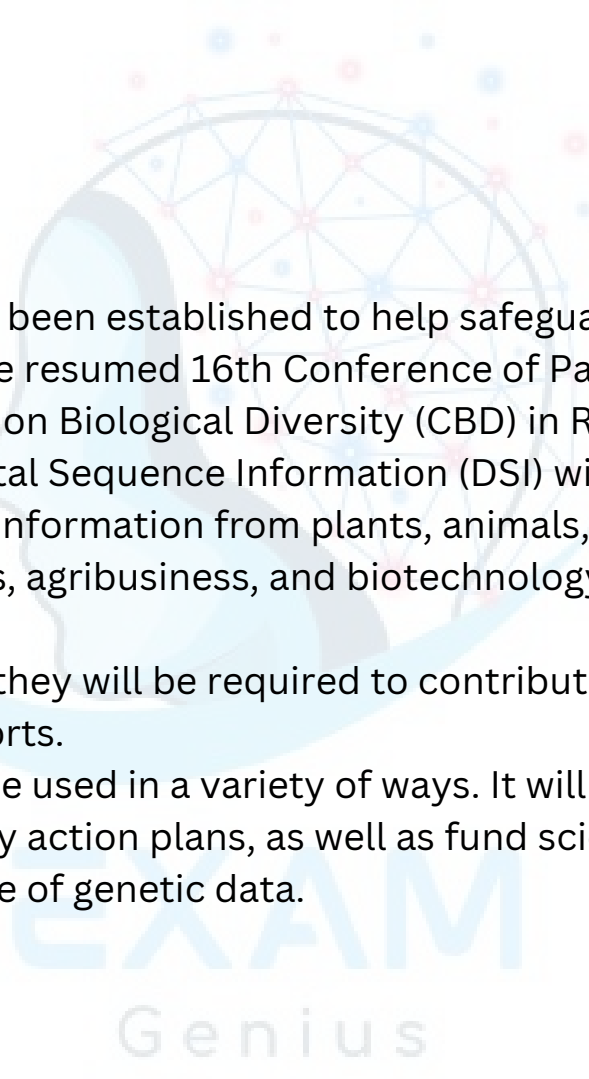 been established to help safegua
e resumed 16th Conference of Pa
on Biological Diversity (CBD) in R
tal Sequence Information (DSI) wi
nformation from plants, animals,
s, agribusiness, and biotechnology
they will be required to contribut
orts.
e used in a variety of ways. It will
y action plans, as well as fund sci
e of genetic data.
EXAM
Genius